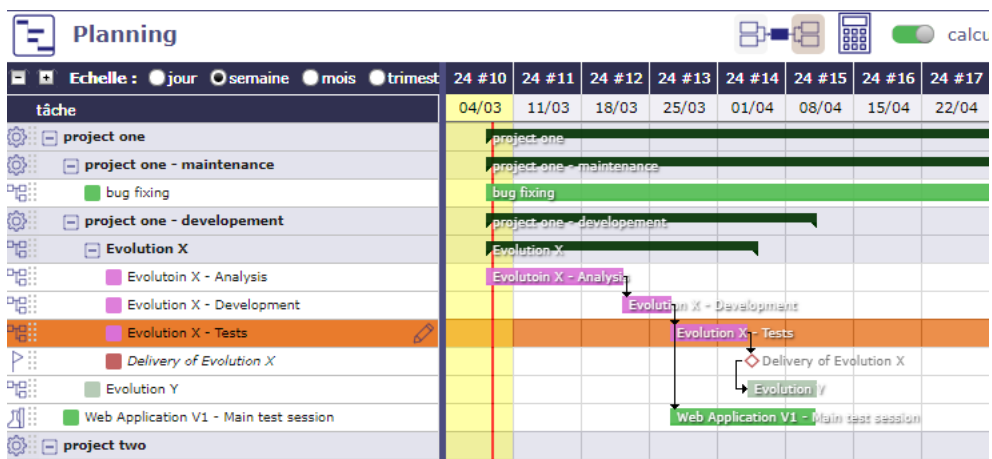 Planning
calcu
Echelle : jour semaine mois trimest 24 #10 24 #11 24 #12 24 #13 24 #14 24 #15 24 #16 24 #17
tâche 04/03 11/03 18/03 25/03 01/04 08/04 15/04 22/04
project one project one
project one - maintenance project one - maintenance
bug fixing bug fixing
project one - developement project one - developement
Evolution X Evolution X
Evolutoin X - Analysis Evolutoin X - Analysis
Evolution X - Development Evolution X - Development
Evolution X - Tests Evolution X - Tests
Delivery of Evolution X Delivery of Evolution X
Evolution Y Evolution Y
Web Application V1 - Main test session Web Application V1 - Main test session
project two